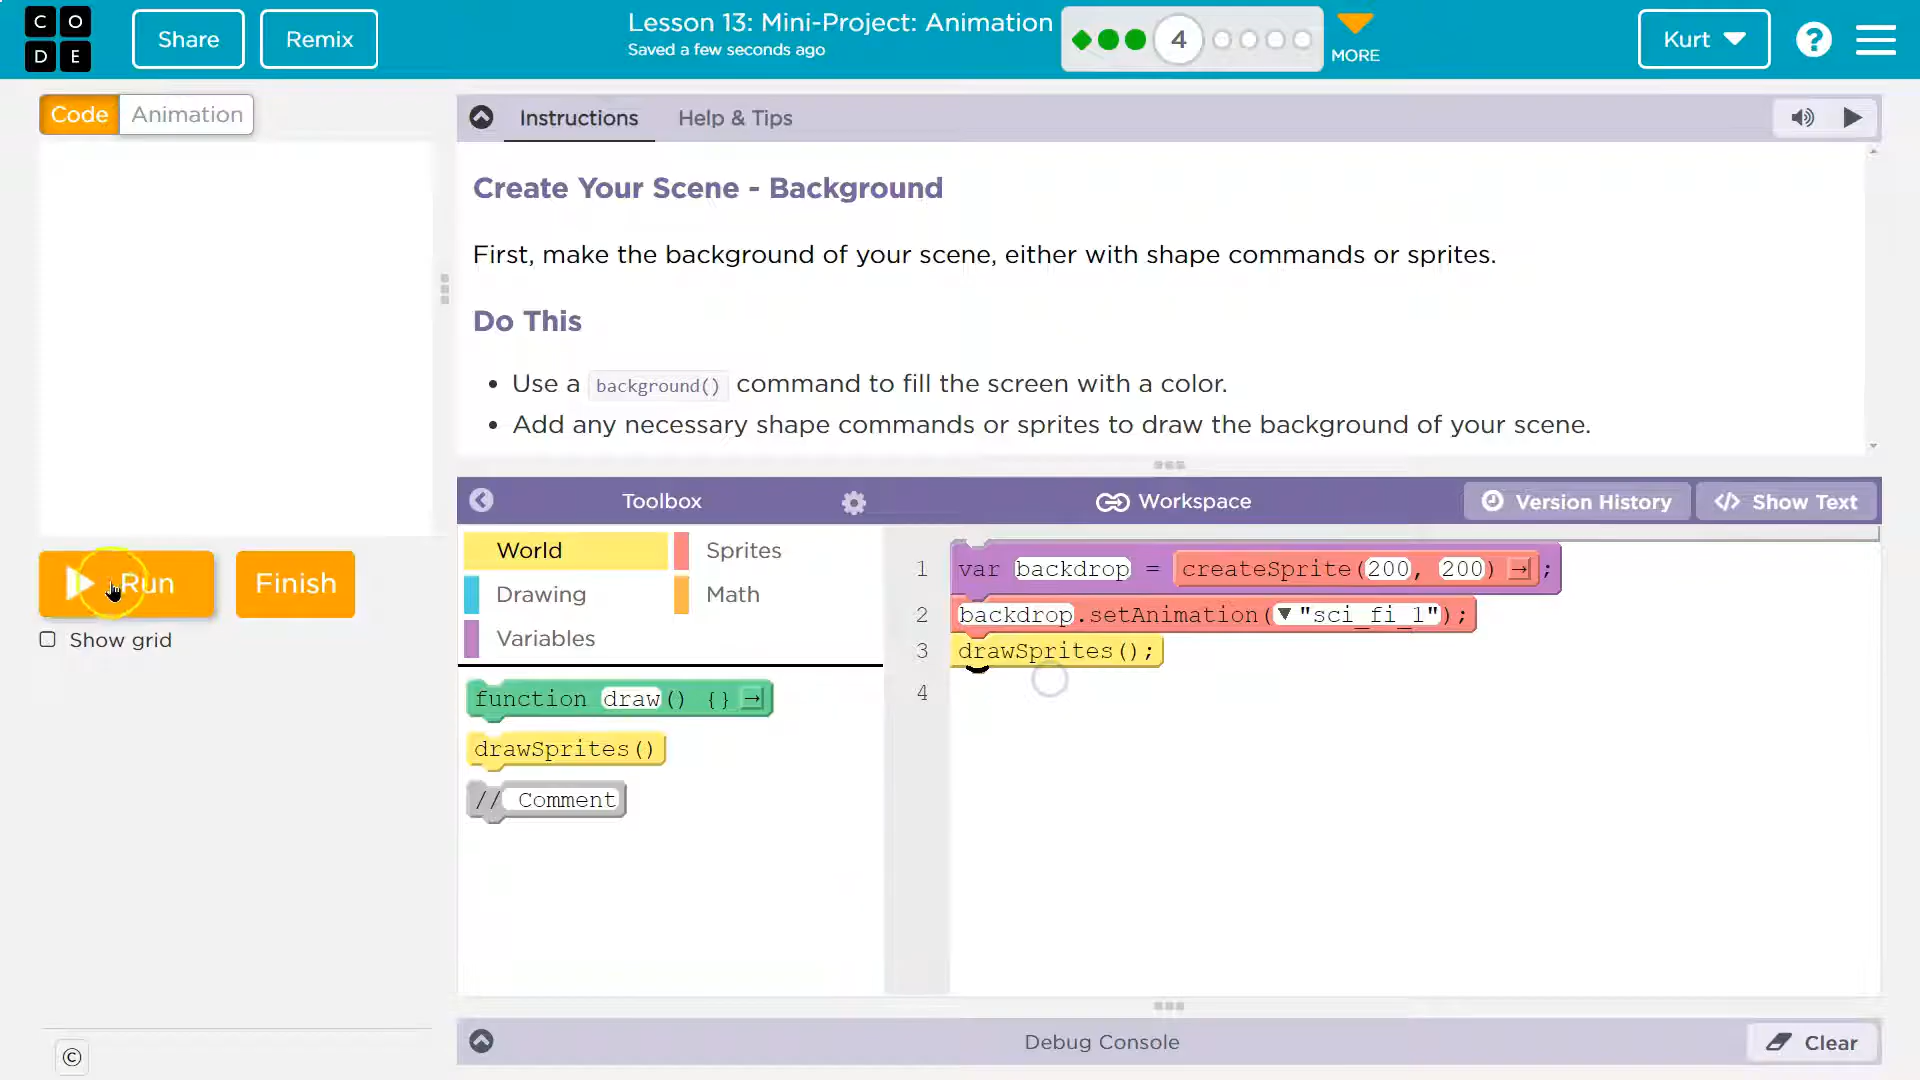 C O
D E
Share
Remix
Lesson 13: Mini-Project: Animation
Saved a few seconds ago
4
MORE
Kurt
?
Code
Animation
Instructions
Help & Tips
Create Your Scene - Background
First, make the background of your scene, either with shape commands or sprites.
Do This
• Use a background() command to fill the screen with a color.
• Add any necessary shape commands or sprites to draw the background of your scene.
Run
Finish
Show grid
Toolbox
Workspace
Version History
</> Show Text
World
Sprites
Drawing
Math
Variables
function draw() {} →
drawSprites()
// Comment
1 var backdrop = createSprite(200, 200) → ;
2 backdrop.setAnimation(▼"sci_fi_1");
3 drawSprites();
4
Debug Console
Clear
©